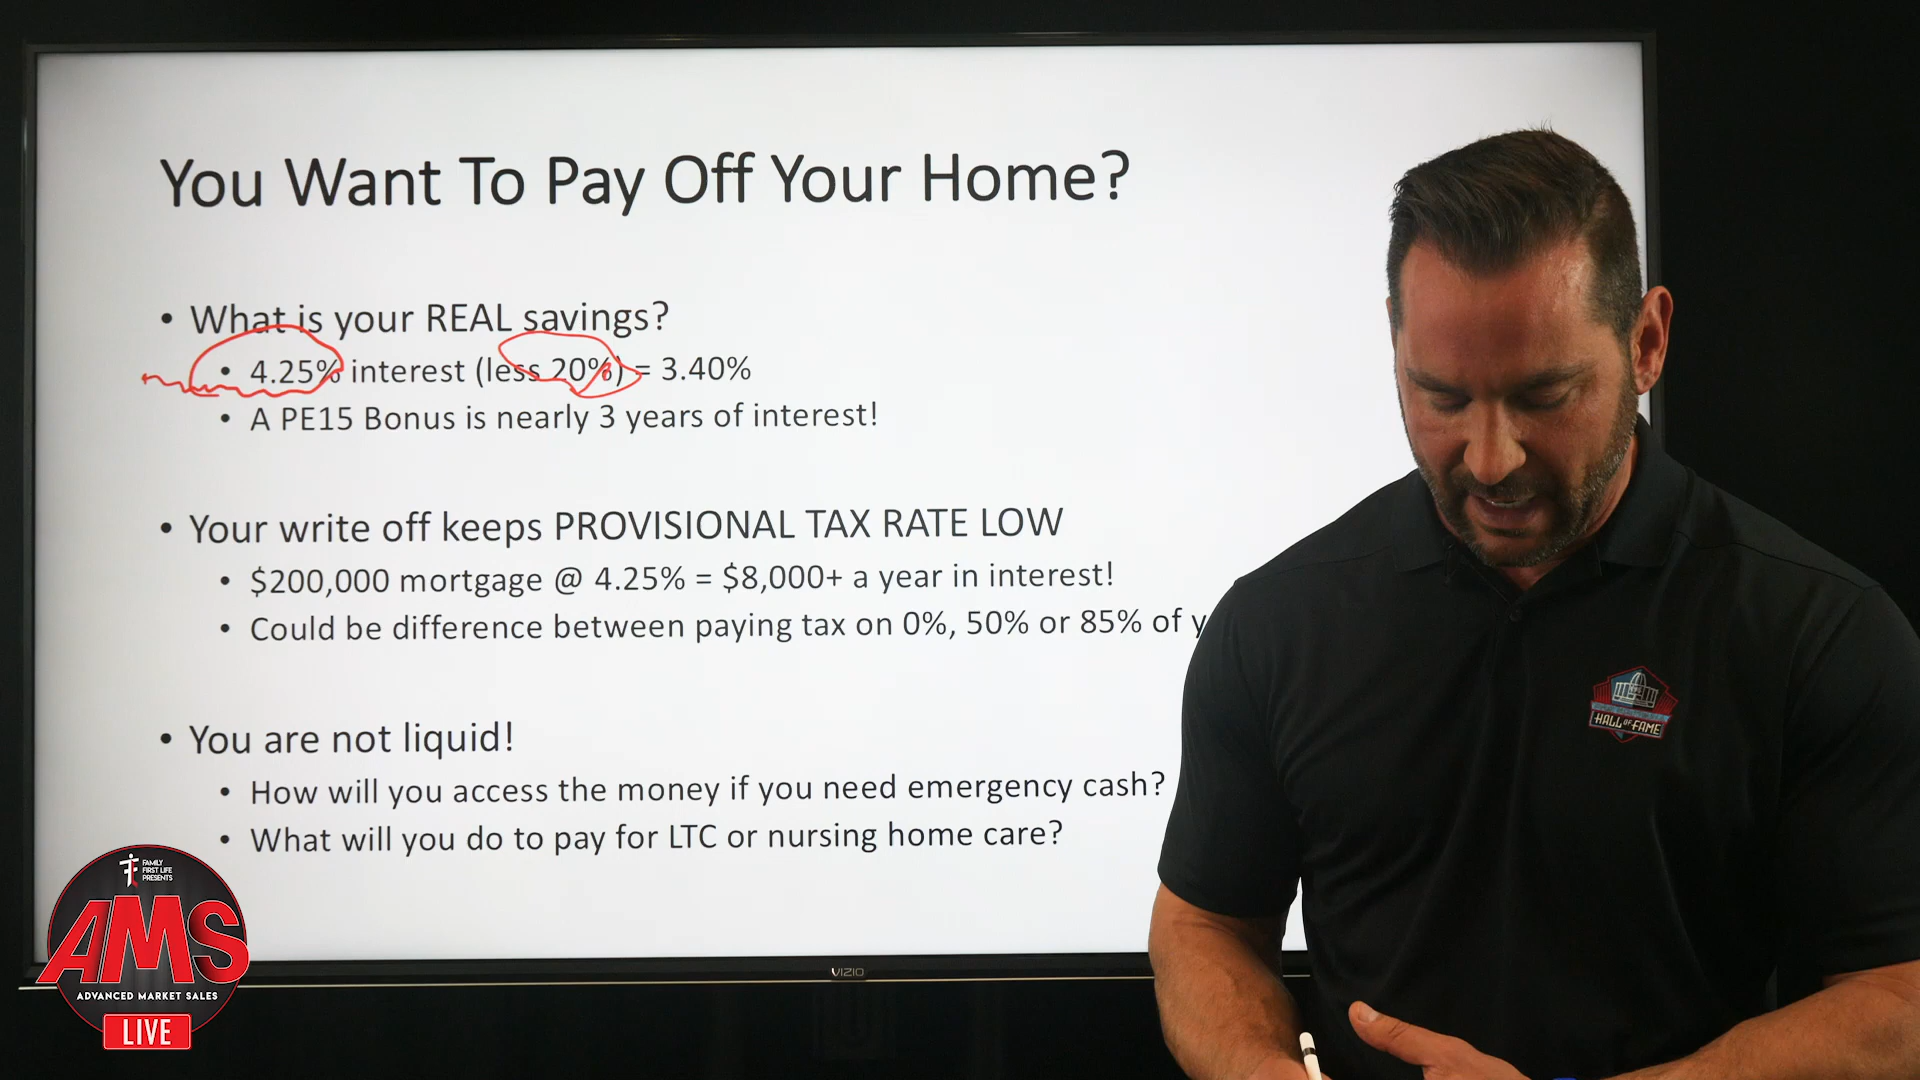 You Want To Pay Off Your Home?
• What is your REAL savings?
• 4.25% interest (less 20%) = 3.40%
• A PE15 Bonus is nearly 3 years of interest!
• Your write off keeps PROVISIONAL TAX RATE LOW
• $200,000 mortgage @ 4.25% = $8,000+ a year in interest!
• Could be difference between paying tax on 0%, 50% or 85% of y
• You are not liquid!
• How will you access the money if you need emergency cash?
• What will you do to pay for LTC or nursing home care?
VIZIO
HALL OF FAME
FAMILY
FIRST LIFE
PRESENTS
AMS
ADVANCED MARKET SALES
LIVE